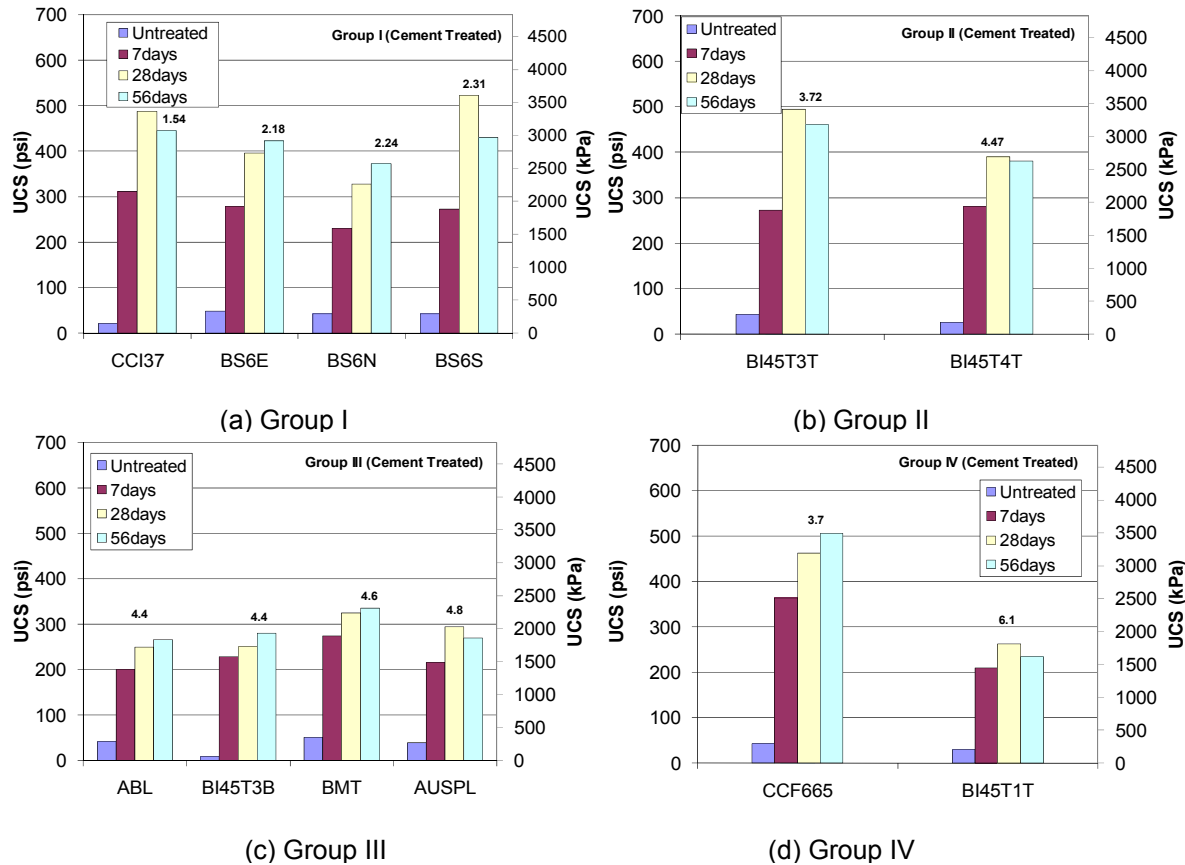 Group I (Cement Treated)
Untreated
7days
28days
56days
UCS (psi)
700
600
500
400
300
200
100
0
UCS (kPa)
4500
4000
3500
3000
2500
2000
1500
1000
500
0
1.54
2.18
2.24
2.31
CCI37 BS6E BS6N BS6S
(a) Group I
Group II (Cement Treated)
Untreated
7days
28days
56days
UCS (psi)
700
600
500
400
300
200
100
0
UCS (kPa)
4500
4000
3500
3000
2500
2000
1500
1000
500
0
3.72
4.47
BI45T3T BI45T4T
(b) Group II
Group III (Cement Treated)
Untreated
7days
28days
56days
UCS (psi)
700
600
500
400
300
200
100
0
UCS (kPa)
4500
4000
3500
3000
2500
2000
1500
1000
500
0
4.4
4.4
4.6
4.8
ABL BI45T3B BMT AUSPL
(c) Group III
Group IV (Cement Treated)
Untreated
7days
28days
56days
UCS (psi)
700
600
500
400
300
200
100
0
UCS (kPa)
4500
4000
3500
3000
2500
2000
1500
1000
500
0
3.7
6.1
CCF665 BI45T1T
(d) Group IV